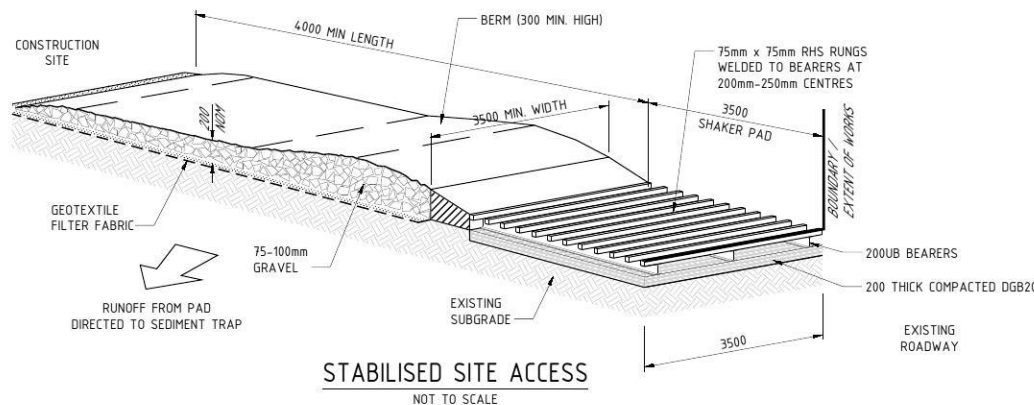 CONSTRUCTION
SITE
4000 MIN LENGTH
BERM (300 MIN. HIGH)
75mm x 75mm RHS RUNGS
WELDED TO BEARERS AT
200mm-250mm CENTRES
200
NOM
3500 MIN. WIDTH
3500
SHAKER PAD
BOUNDARY /
EXTENT OF WORKS
GEOTEXTILE
FILTER FABRIC
75-100mm
GRAVEL
200UB BEARERS
200 THICK COMPACTED DGB20
RUNOFF FROM PAD
DIRECTED TO SEDIMENT TRAP
EXISTING
SUBGRADE
EXISTING
ROADWAY
3500
STABILISED SITE ACCESS
NOT TO SCALE